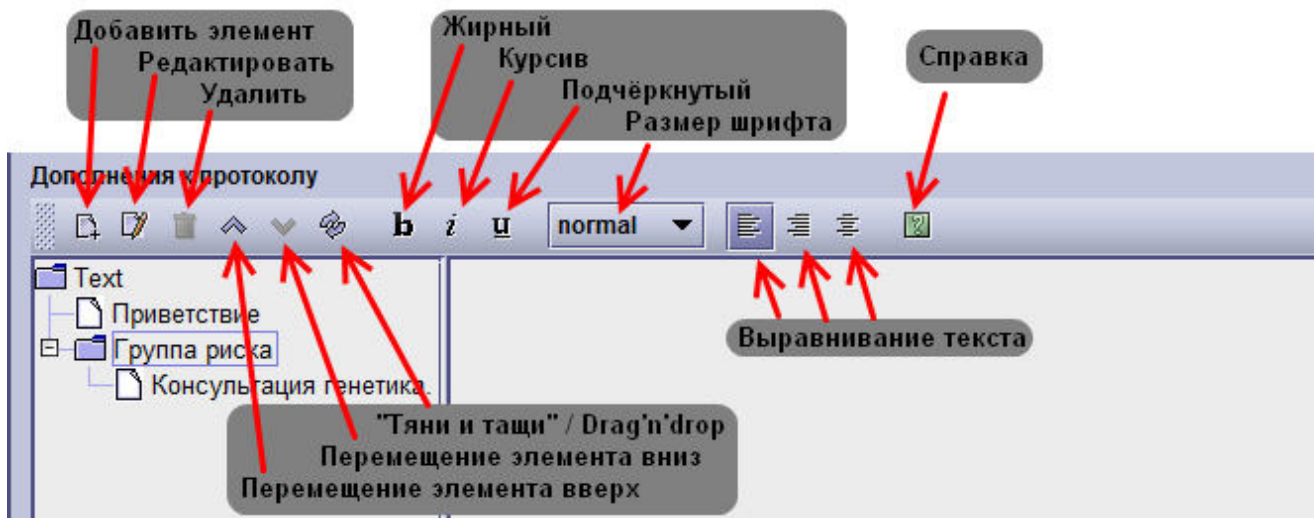 Добавить элемент
Редактировать
Удалить
Жирный
Курсив
Подчёркнутый
Размер шрифта
Справка
Дополнения к протоколу
b i u normal
Text
Приветствие
Группа риска
Консультация генетика.
Выравнивание текста
"Тяни и тащи" / Drag'n'drop
Перемещение элемента вниз
Перемещение элемента вверх